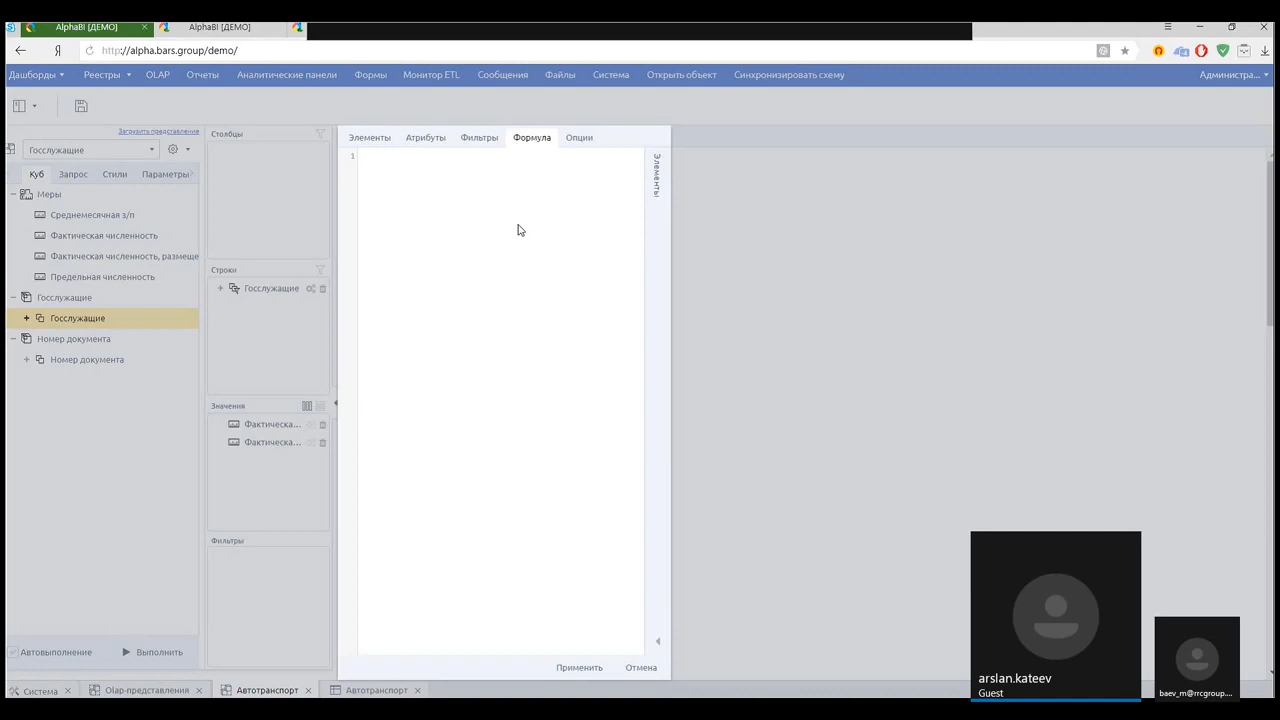 AlphaBI [ДЕМО]
AlphaBI [ДЕМО]
Я
http://alpha.bars.group/demo/
Дашборды
Реестры
OLAP
Отчеты
Аналитические панели
Формы
Монитор ETL
Сообщения
Файлы
Система
Открыть объект
Синхронизировать схему
Администра...
Загрузить представление
Госслужащие
Куб
Запрос
Стили
Параметры
Меры
Среднемесячная з/п
Фактическая численность
Фактическая численность, размеще
Предельная численность
Госслужащие
Госслужащие
Номер документа
Номер документа
Автовыполнение
Выполнить
Столбцы
Строки
Госслужащие
Значения
Фактическа...
Фактическа...
Фильтры
Элементы
Атрибуты
Фильтры
Формула
Опции
1
Элементы
Применить
Отмена
Система
Olap-представления
Автотранспорт
Автотранспорт
arslan.kateev
Guest
baev_m@rrcgroup....